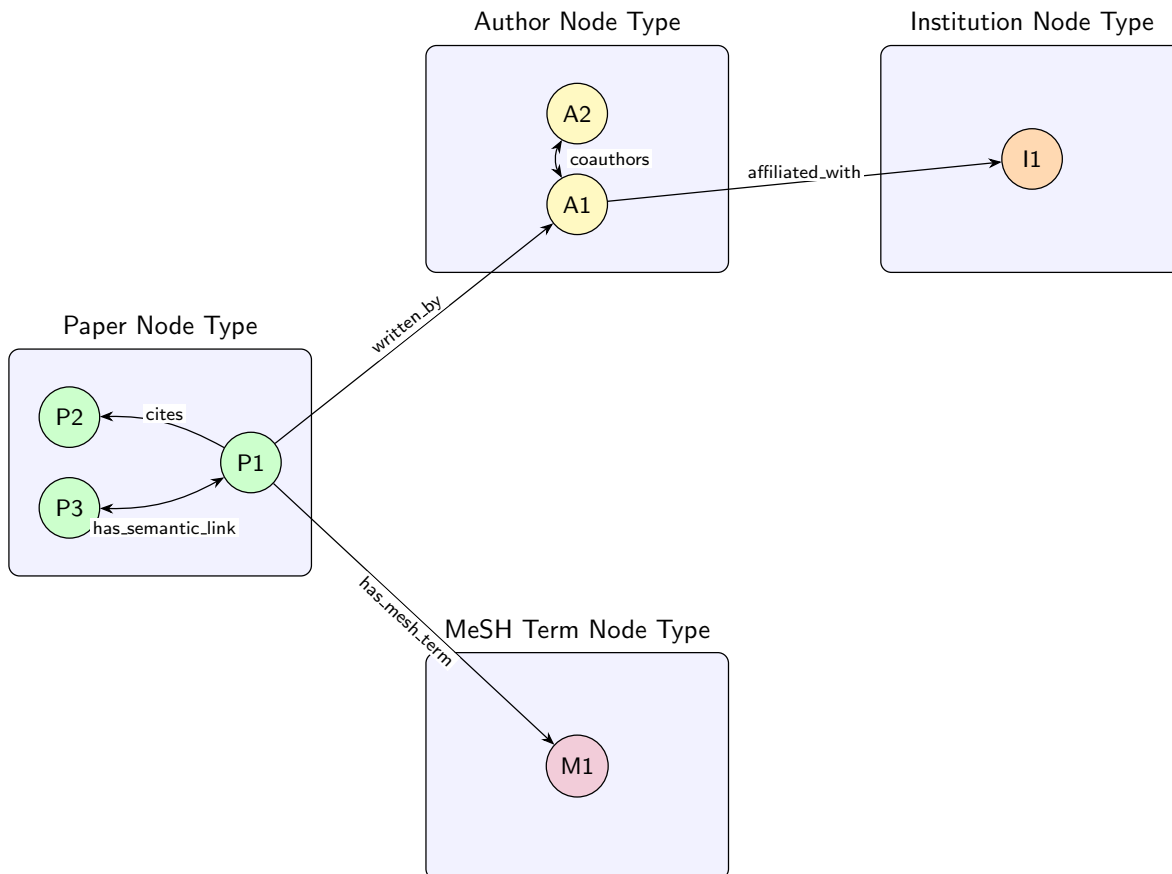 Author Node Type
Institution Node Type
A2
coauthors
A1
affiliated_with
I1
written_by
Paper Node Type
P2
cites
P1
P3
has_semantic_link
has_mesh_term
MeSH Term Node Type
M1